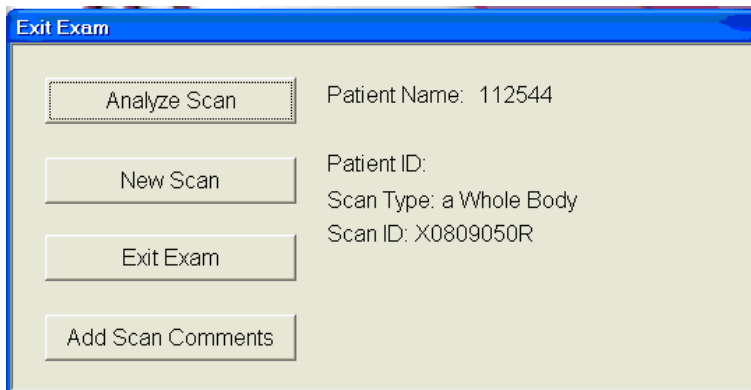 Exit Exam
Analyze Scan
Patient Name: 112544
New Scan
Patient ID:
Scan Type: a Whole Body
Scan ID: X0809050R
Exit Exam
Add Scan Comments